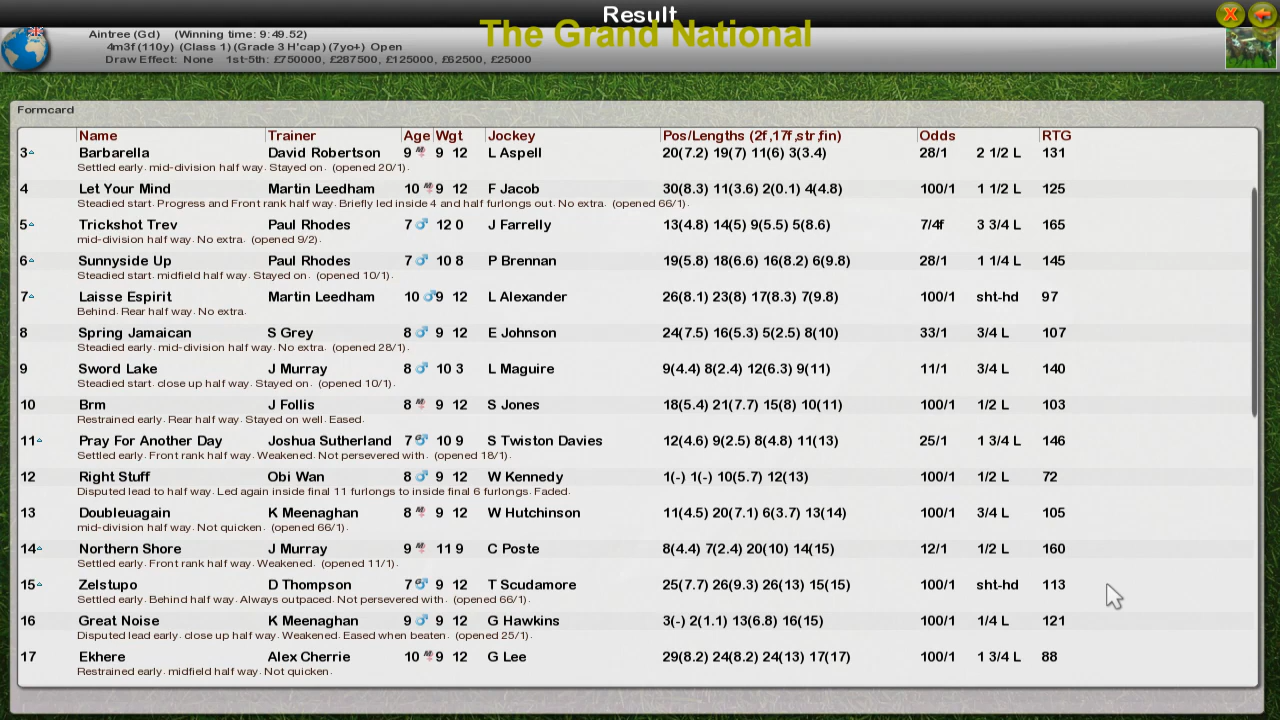 Result
The Grand National
Aintree (Gd) (Winning time: 9:49.52)
4m3f (110y) (Class 1) (Grade 3 H'cap) (7yo+) Open
Draw Effect: None 1st-5th: £750000, £287500, £125000, £62500, £25000
Formcard
Name Trainer Age Wgt Jockey Pos/Lengths (2f,17f,str,fin) Odds RTG
3 Barbarella David Robertson 9 9 12 L Aspell 20(7.2) 19(7) 11(6) 3(3.4) 28/1 2 1/2 L 131
Settled early. mid-division half way. Stayed on. (opened 20/1).
4 Let Your Mind Martin Leedham 10 9 12 F Jacob 30(8.3) 11(3.6) 2(0.1) 4(4.8) 100/1 1 1/2 L 125
Steadied start. Progress and Front rank half way. Briefly led inside 4 and half furlongs out. No extra. (opened 66/1).
5 Trickshot Trev Paul Rhodes 7 12 0 J Farrelly 13(4.8) 14(5) 9(5.5) 5(8.6) 7/4f 3 3/4 L 165
mid-division half way. No extra. (opened 9/2).
6 Sunnyside Up Paul Rhodes 7 10 8 P Brennan 19(5.8) 18(6.6) 16(8.2) 6(9.8) 28/1 1 1/4 L 145
Steadied start. midfield half way. Stayed on. (opened 10/1).
7 Laisse Espirit Martin Leedham 10 9 12 L Alexander 26(8.1) 23(8) 17(8.3) 7(9.8) 100/1 sht-hd 97
Behind. Rear half way. No extra.
8 Spring Jamaican S Grey 8 9 12 E Johnson 24(7.5) 16(5.3) 5(2.5) 8(10) 33/1 3/4 L 107
Steadied early. mid-division half way. No extra. (opened 28/1).
9 Sword Lake J Murray 8 10 3 L Maguire 9(4.4) 8(2.4) 12(6.3) 9(11) 11/1 3/4 L 140
Steadied start. close up half way. Stayed on. (opened 10/1).
10 Brm J Follis 8 9 12 S Jones 18(5.4) 21(7.7) 15(8) 10(11) 100/1 1/2 L 103
Restrained early. Rear half way. Stayed on well. Eased.
11 Pray For Another Day Joshua Sutherland 7 10 9 S Twiston Davies 12(4.6) 9(2.5) 8(4.8) 11(13) 25/1 1 3/4 L 146
Settled early. Front rank half way. Weakened. Not persevered with. (opened 18/1).
12 Right Stuff Obi Wan 8 9 12 W Kennedy 1(-) 1(-) 10(5.7) 12(13) 100/1 1/2 L 72
Disputed lead to half way. Led again inside final 11 furlongs to inside final 6 furlongs. Faded.
13 Doubleuagain K Meenaghan 8 9 12 W Hutchinson 11(4.5) 20(7.1) 6(3.7) 13(14) 100/1 3/4 L 105
mid-division half way. Not quicken. (opened 66/1).
14 Northern Shore J Murray 9 11 9 C Poste 8(4.4) 7(2.4) 20(10) 14(15) 12/1 1/2 L 160
Settled early. Front rank half way. Weakened. (opened 11/1).
15 Zelstupo D Thompson 7 9 12 T Scudamore 25(7.7) 26(9.3) 26(13) 15(15) 100/1 sht-hd 113
Settled early. Behind half way. Always outpaced. Not persevered with. (opened 66/1).
16 Great Noise K Meenaghan 9 9 12 G Hawkins 3(-) 2(1.1) 13(6.8) 16(15) 100/1 1/4 L 121
Disputed lead early. close up half way. Weakened. Eased when beaten. (opened 25/1).
17 Ekhere Alex Cherrie 10 9 12 G Lee 29(8.2) 24(8.2) 24(13) 17(17) 100/1 1 3/4 L 88
Restrained early. midfield half way. Not quicken.